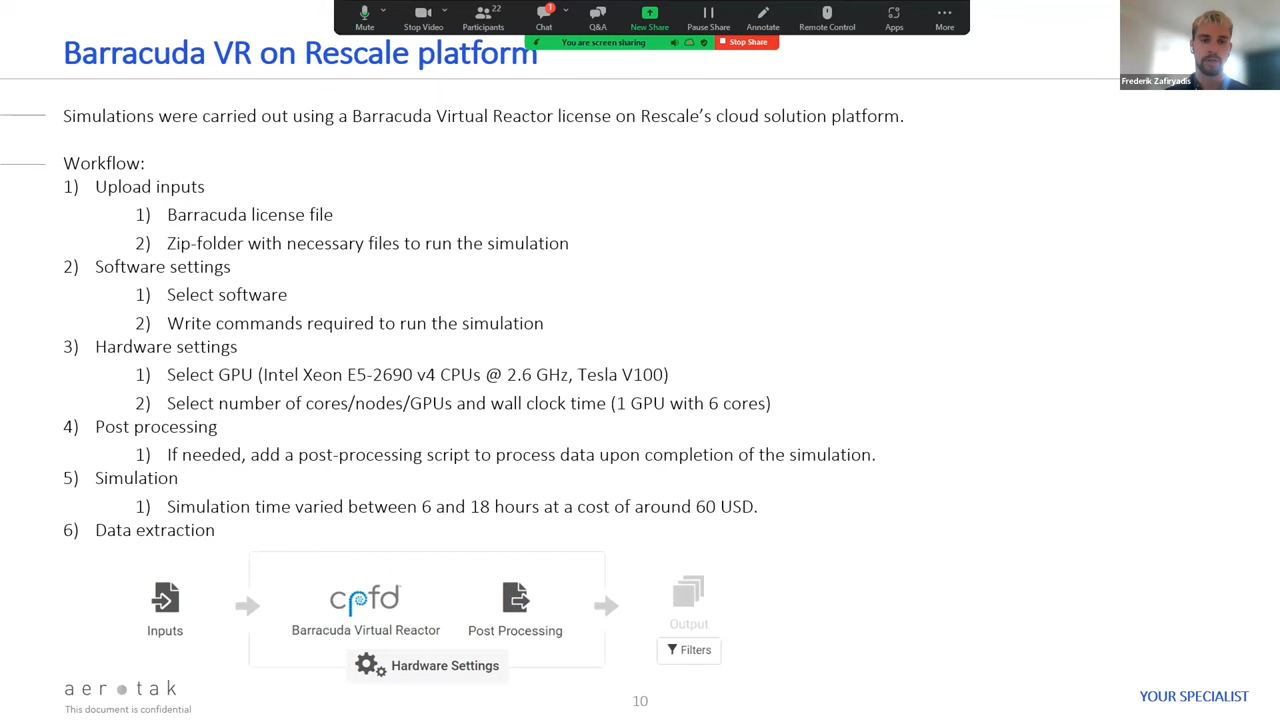 22
1
Mute
Stop Video
Participants
Chat
Q&A
New Share
Pause Share
Annotate
Remote Control
Apps
More
You are screen sharing
Stop Share
Barracuda VR on Rescale platform
Frederik Zafiryadis
Simulations were carried out using a Barracuda Virtual Reactor license on Rescale’s cloud solution platform.
Workflow:
1) Upload inputs
1) Barracuda license file
2) Zip-folder with necessary files to run the simulation
2) Software settings
1) Select software
2) Write commands required to run the simulation
3) Hardware settings
1) Select GPU (Intel Xeon E5-2690 v4 CPUs @ 2.6 GHz, Tesla V100)
2) Select number of cores/nodes/GPUs and wall clock time (1 GPU with 6 cores)
4) Post processing
1) If needed, add a post-processing script to process data upon completion of the simulation.
5) Simulation
1) Simulation time varied between 6 and 18 hours at a cost of around 60 USD.
6) Data extraction
cpfd
Inputs
Barracuda Virtual Reactor
Post Processing
Output
Filters
Hardware Settings
aerotak
This document is confidential
10
YOUR SPECIALIST